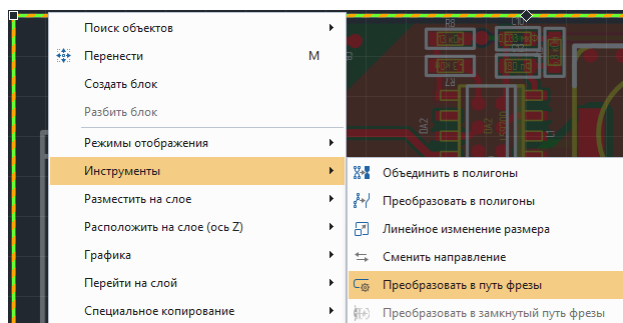 Поиск объектов
Перенести M
Создать блок
Разбить блок
Режимы отображения
Инструменты
Разместить на слое
Расположить на слое (ось Z)
Графика
Перейти на слой
Специальное копирование
Объединить в полигоны
Преобразовать в полигоны
Линейное изменение размера
Сменить направление
Преобразовать в путь фрезы
Преобразовать в замкнутый путь фрезы
DA2
DA2